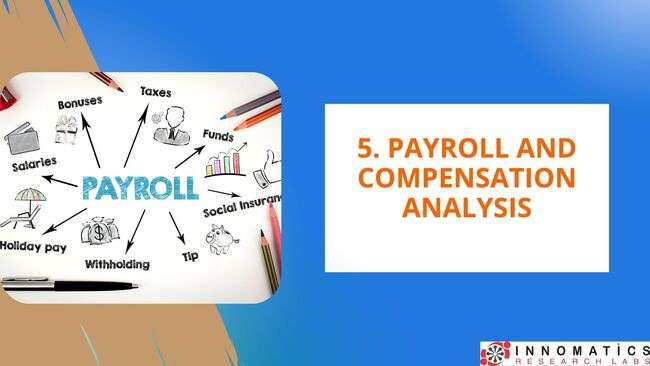 Bonuses
Taxes
Funds
Salaries
PAYROLL
Social Insuran
Holiday pay
Withholding
Tip
5. PAYROLL AND
COMPENSATION
ANALYSIS
INNOMATICS
RESEARCH LABS